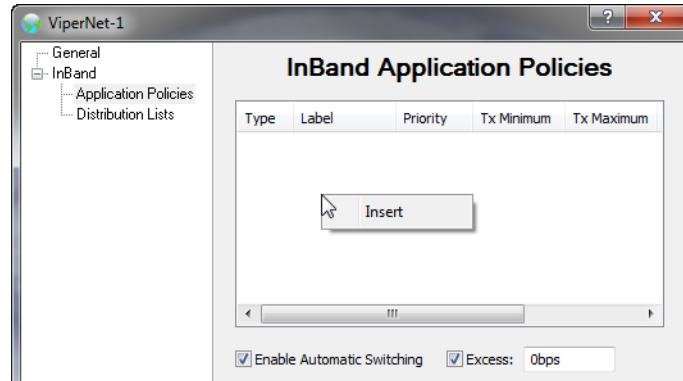 ViperNet-1
General
InBand
Application Policies
Distribution Lists
InBand Application Policies
Type Label Priority Tx Minimum Tx Maximum
Insert
Enable Automatic Switching Excess: 0bps